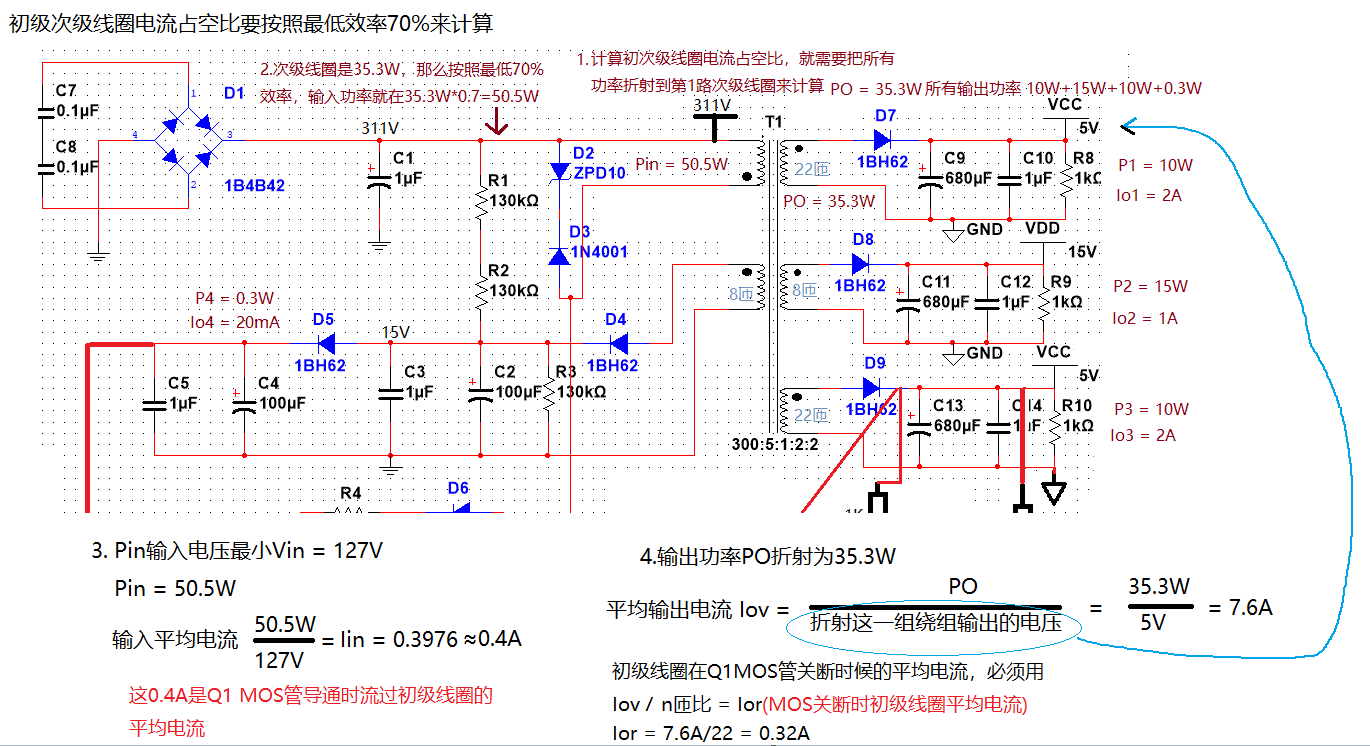 初级次级线圈电流占空比要按照最低效率70%来计算
1.计算初次级线圈电流占空比，就需要把所有
功率折射到第1路次级线圈来计算
PO = 35.3W 所有输出功率 10W+15W+10W+0.3W
2.次级线圈是35.3W，那么按照最低70%
效率，输入功率就在35.3W*0.7=50.5W
C7
0.1µF
C8
0.1µF
D1
1
4
3
2
1B4B42
311V
C1
1µF
R1
130kΩ
R2
130kΩ
D2
ZPD10
D3
1N4001
311V
T1
Pin = 50.5W
PO = 35.3W
22匝
D7
1BH62
C9
680µF
C10
1µF
R8
1kΩ
VCC
5V
GND
P1 = 10W
Io1 = 2A
8匝
8匝
D8
1BH62
C11
680µF
C12
1µF
R9
1kΩ
VDD
15V
GND
P2 = 15W
Io2 = 1A
P4 = 0.3W
Io4 = 20mA
D5
1BH62
15V
D4
1BH62
C5
1µF
C4
100µF
C3
1µF
C2
100µF
R3
130kΩ
22匝
D9
1BH62
C13
680µF
C14
1µF
R10
1kΩ
VCC
5V
P3 = 10W
Io3 = 2A
300:5:1:2:2
R4
D6
1K
3. Pin输入电压最小Vin = 127V
Pin = 50.5W
输入平均电流 50.5W / 127V = Iin = 0.3976 ≈0.4A
这0.4A是Q1 MOS管导通时流过初级线圈的
平均电流
4.输出功率PO折射为35.3W
平均输出电流 Iov = PO / 折射这一组绕组输出的电压 = 35.3W / 5V = 7.6A
初级线圈在Q1MOS管关断时候的平均电流，必须用
Iov / n匝比 = Ior(MOS关断时初级线圈平均电流)
Ior = 7.6A/22 = 0.32A